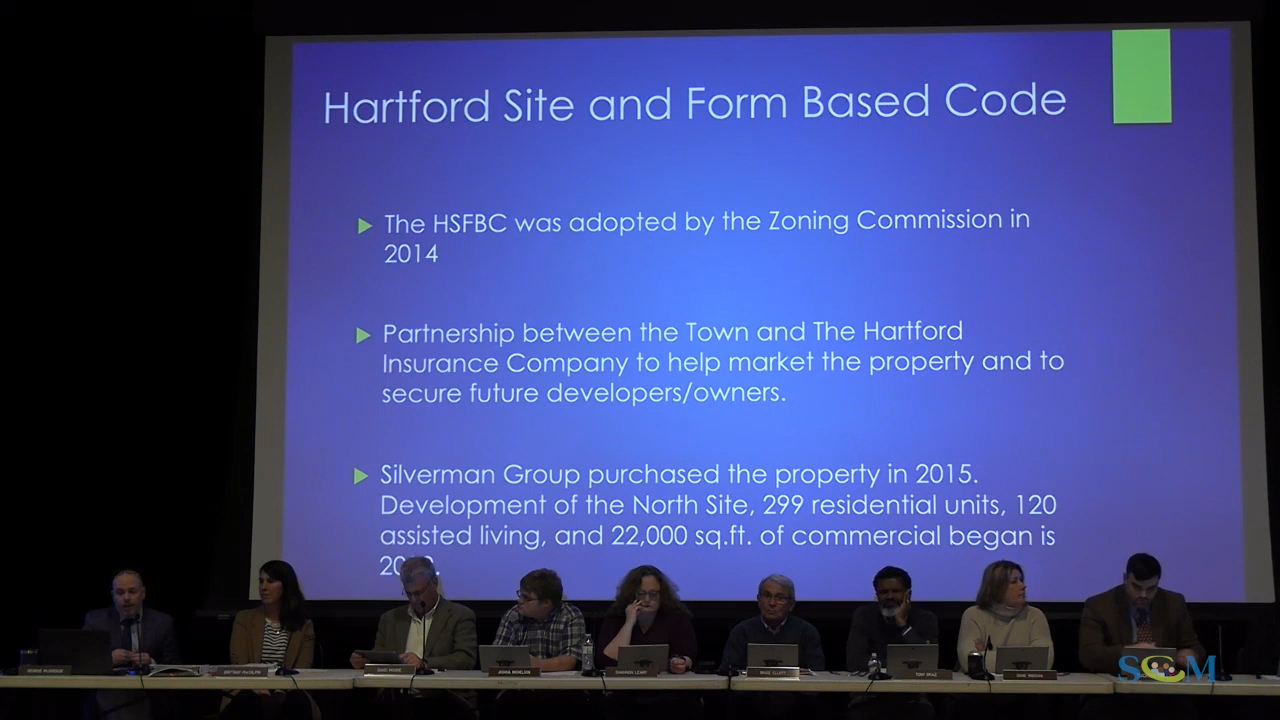 Hartford Site and Form Based Code
The HSFBC was adopted by the Zoning Commission in
2014
Partnership between the Town and The Hartford
Insurance Company to help market the property and to
secure future developers/owners.
Silverman Group purchased the property in 2015.
Development of the North Site, 299 residential units, 120
assisted living, and 22,000 sq.ft. of commercial began is
SCM